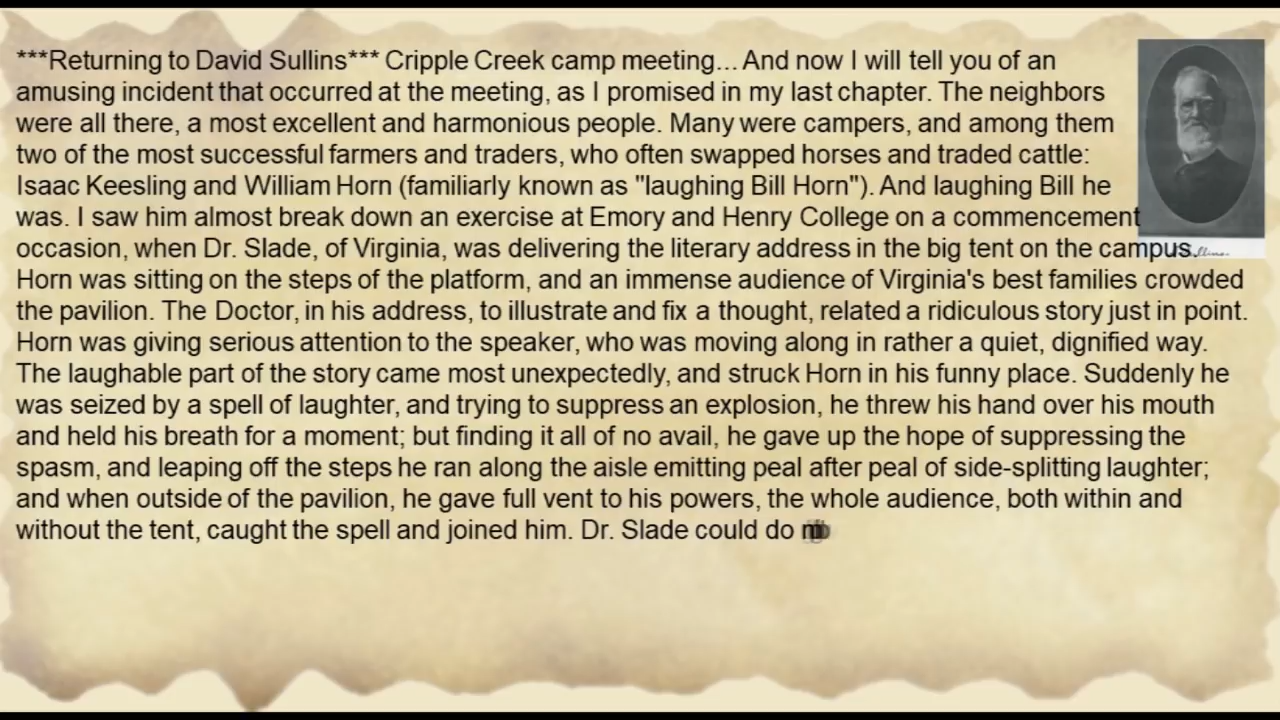 ***Returning to David Sullins*** Cripple Creek camp meeting... And now I will tell you of an
amusing incident that occurred at the meeting, as I promised in my last chapter. The neighbors
were all there, a most excellent and harmonious people. Many were campers, and among them
two of the most successful farmers and traders, who often swapped horses and traded cattle:
Isaac Keesling and William Horn (familiarly known as "laughing Bill Horn"). And laughing Bill he
was. I saw him almost break down an exercise at Emory and Henry College on a commencement
occasion, when Dr. Slade, of Virginia, was delivering the literary address in the big tent on the campus.
Horn was sitting on the steps of the platform, and an immense audience of Virginia's best families crowded
the pavilion. The Doctor, in his address, to illustrate and fix a thought, related a ridiculous story just in point.
Horn was giving serious attention to the speaker, who was moving along in rather a quiet, dignified way.
The laughable part of the story came most unexpectedly, and struck Horn in his funny place. Suddenly he
was seized by a spell of laughter, and trying to suppress an explosion, he threw his hand over his mouth
and held his breath for a moment; but finding it all of no avail, he gave up the hope of suppressing the
spasm, and leaping off the steps he ran along the aisle emitting peal after peal of side-splitting laughter;
and when outside of the pavilion, he gave full vent to his powers, the whole audience, both within and
without the tent, caught the spell and joined him. Dr. Slade could do